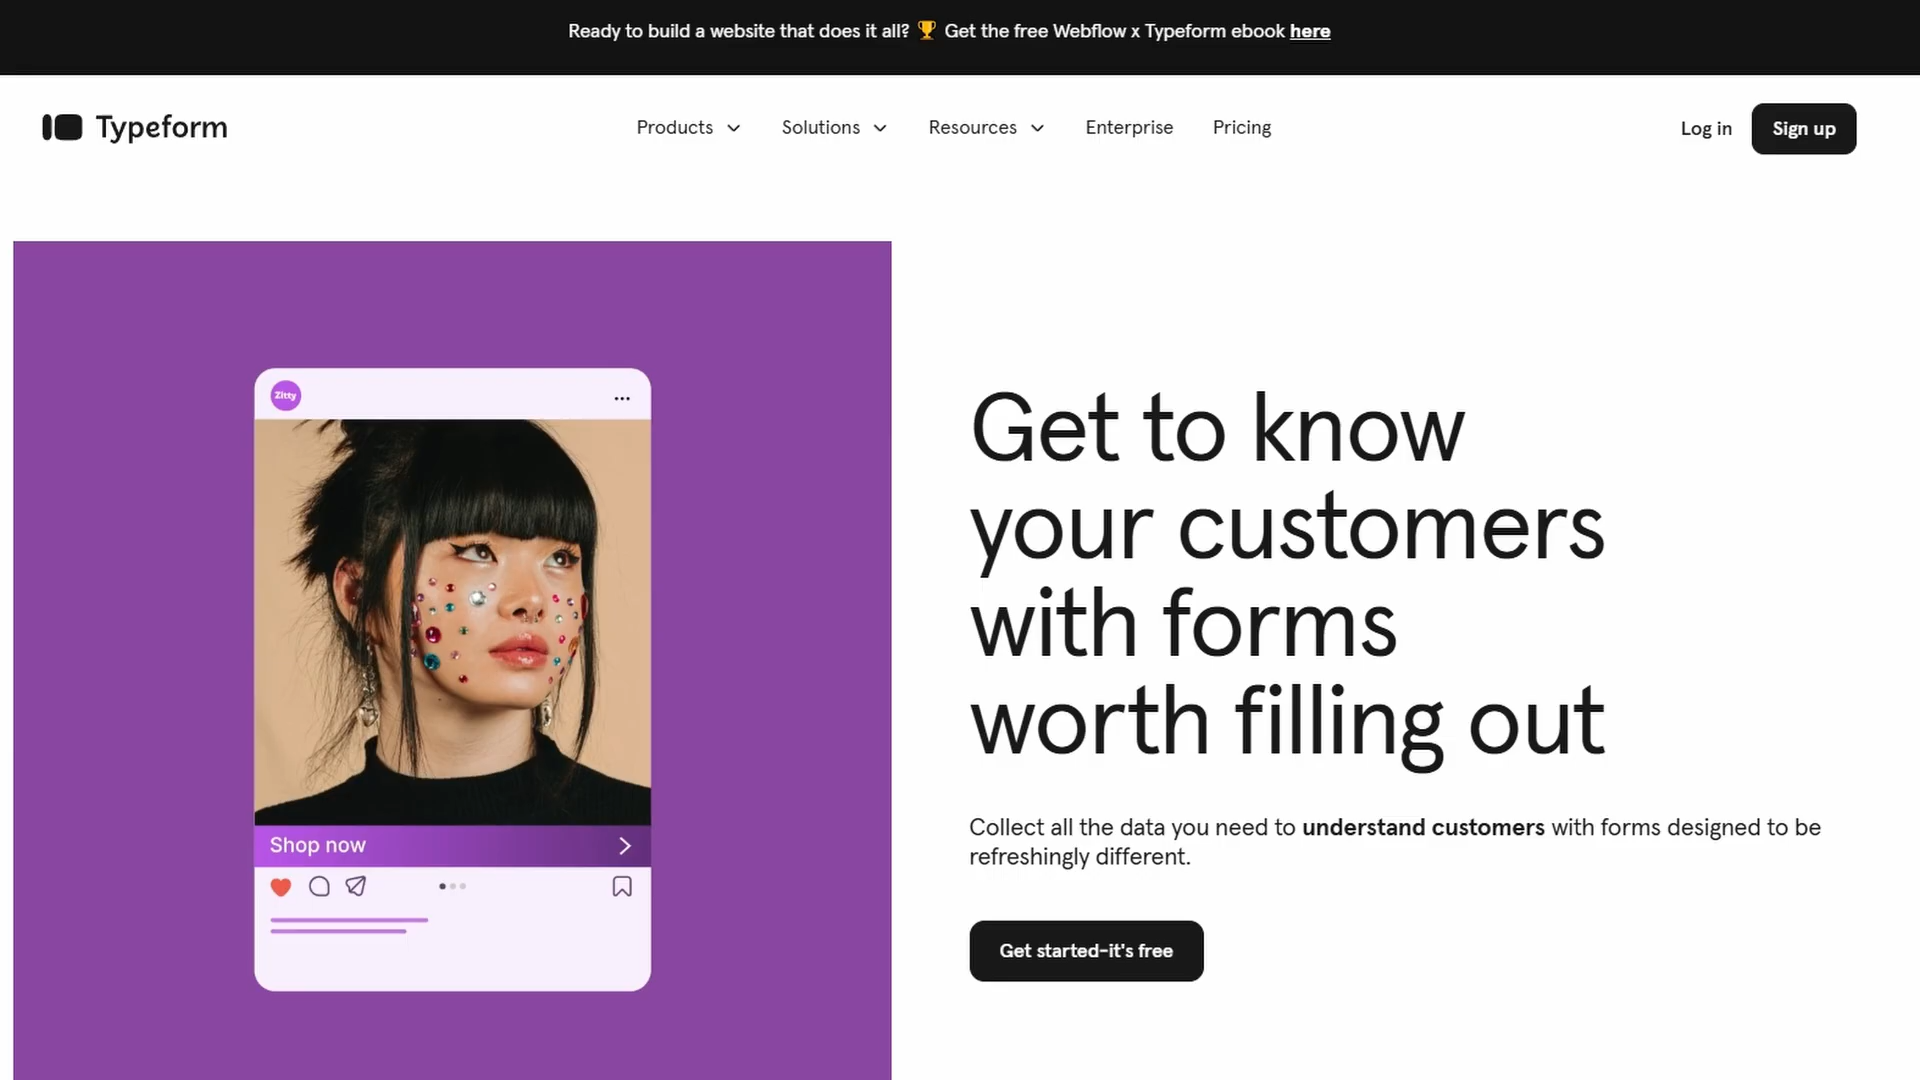 Ready to build a website that does it all? 🏆 Get the free Webflow x Typeform ebook here
Typeform
Products
Solutions
Resources
Enterprise
Pricing
Log in
Sign up
Zitty
Shop now
Get to know
your customers
with forms
worth filling out
Collect all the data you need to understand customers with forms designed to be
refreshingly different.
Get started–it's free